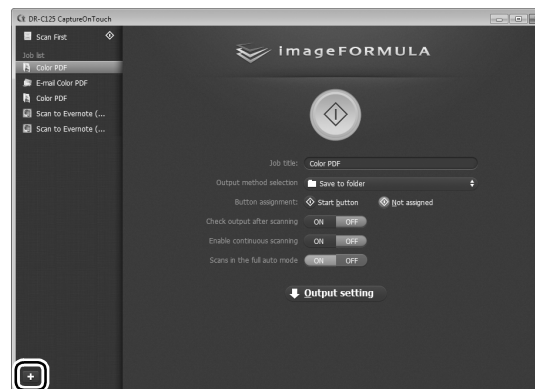 DR-C125 CaptureOnTouch
Scan First
Job list
Color PDF
E-mail Color PDF
Color PDF
Scan to Evernote (...
Scan to Evernote (...
imageFORMULA
Job title: Color PDF
Output method selection Save to folder
Button assignment: Start button Not assigned
Check output after scanning ON OFF
Enable continuous scanning ON OFF
Scans in the full auto mode ON OFF
Output setting
+